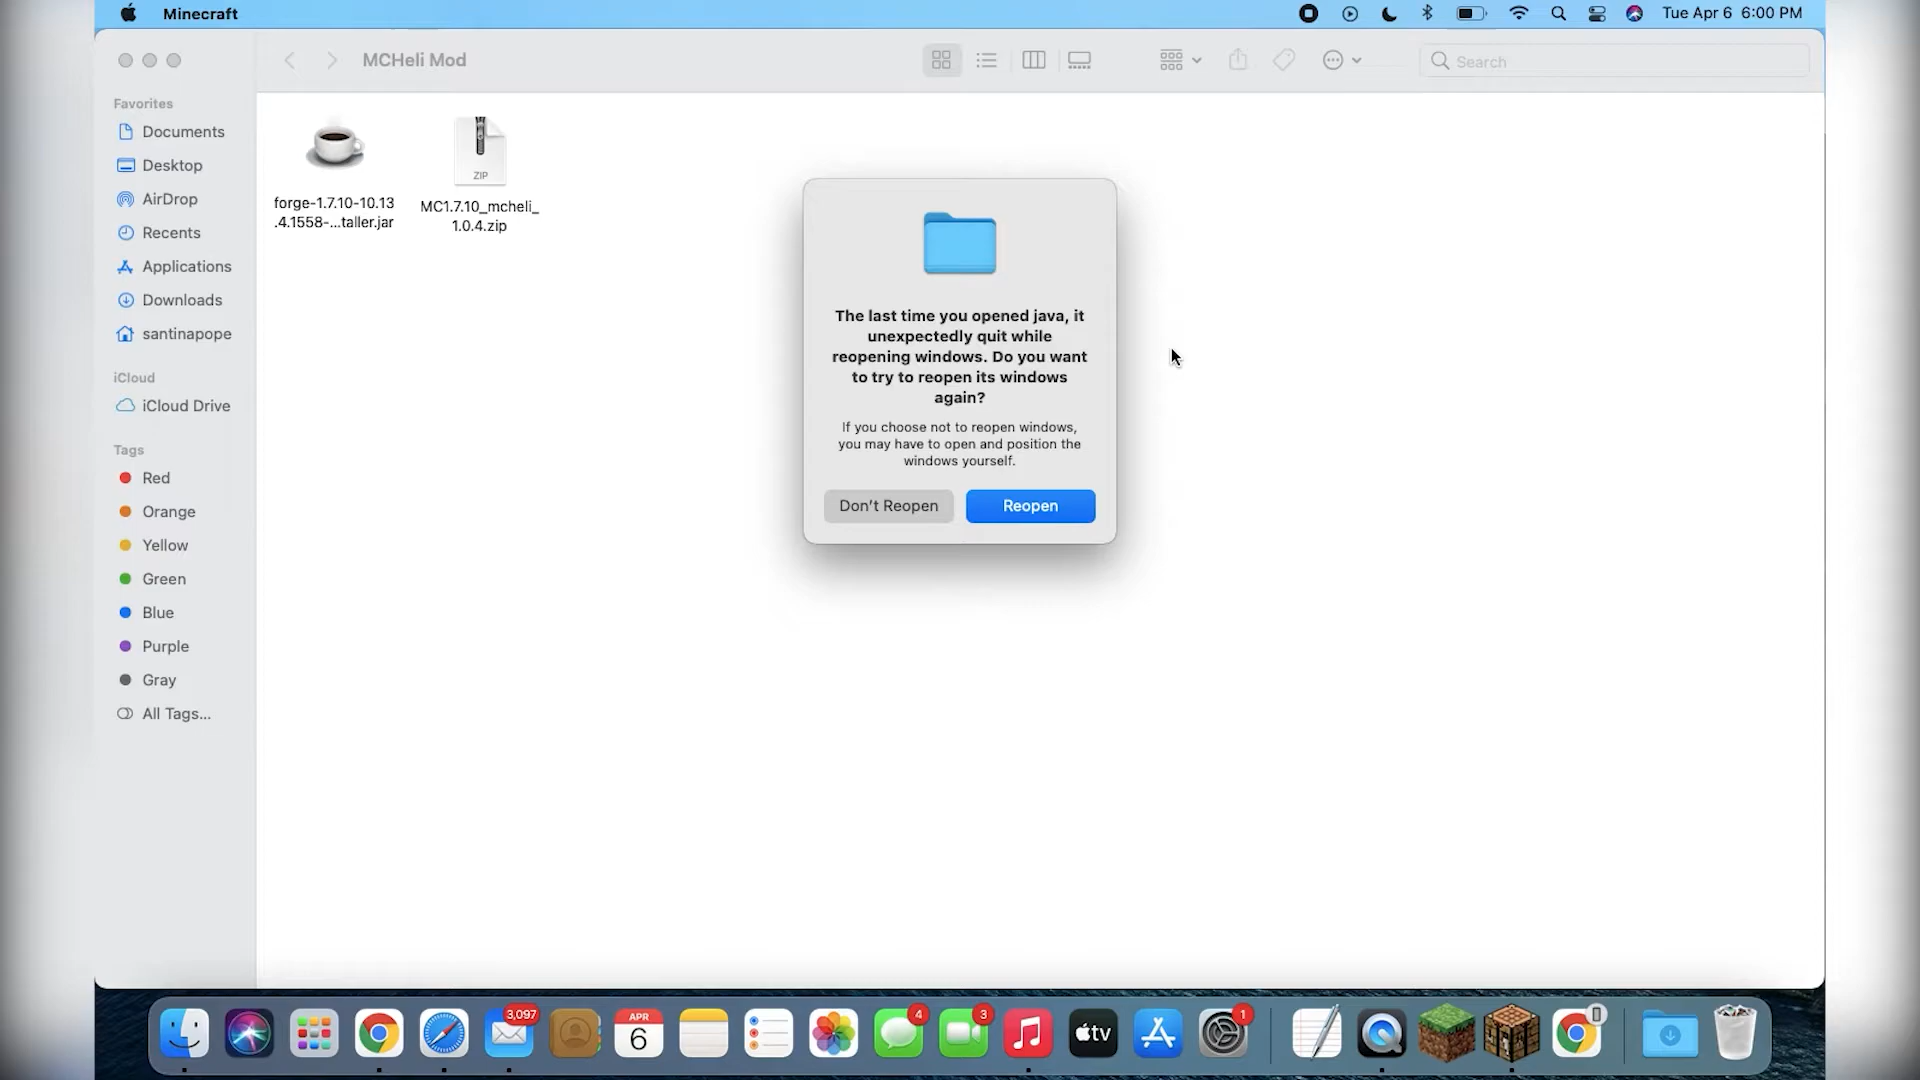 Minecraft
Tue Apr 6 6:00 PM
MCHeli Mod
Search
Favorites
Documents
Desktop
AirDrop
Recents
Applications
Downloads
santinapope
iCloud
iCloud Drive
Tags
Red
Orange
Yellow
Green
Blue
Purple
Gray
All Tags...
forge-1.7.10-10.13
.4.1558-...taller.jar
ZIP
MC1.7.10_mcheli_
1.0.4.zip
The last time you opened java, it
unexpectedly quit while
reopening windows. Do you want
to try to reopen its windows
again?
If you choose not to reopen windows,
you may have to open and position the
windows yourself.
Don't Reopen
Reopen
3,097
APR
6
4
3
tv
1